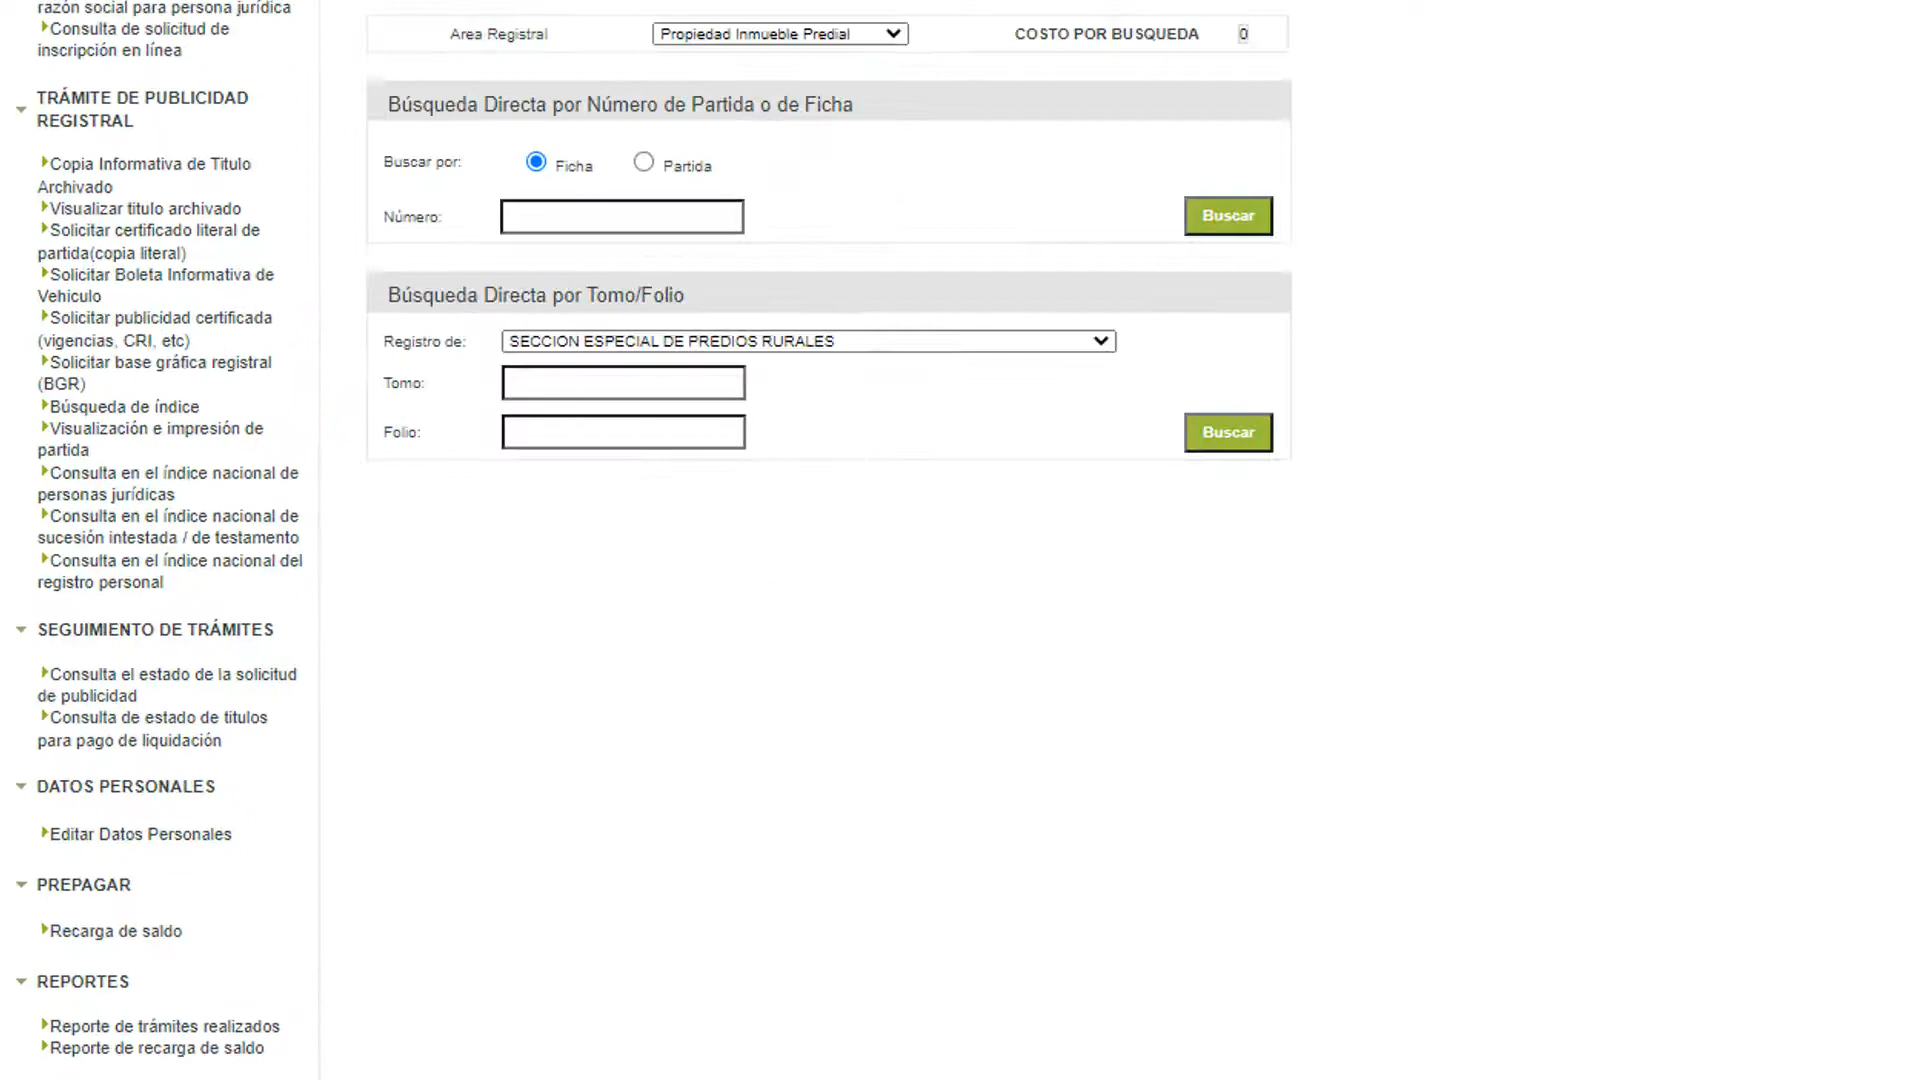 razón social para persona jurídica
Consulta de solicitud de
inscripción en línea
TRÁMITE DE PUBLICIDAD
REGISTRAL
Copia Informativa de Titulo
Archivado
Visualizar titulo archivado
Solicitar certificado literal de
partida(copia literal)
Solicitar Boleta Informativa de
Vehiculo
Solicitar publicidad certificada
(vigencias, CRI, etc)
Solicitar base gráfica registral
(BGR)
Búsqueda de índice
Visualización e impresión de
partida
Consulta en el índice nacional de
personas jurídicas
Consulta en el índice nacional de
sucesión intestada / de testamento
Consulta en el índice nacional del
registro personal
SEGUIMIENTO DE TRÁMITES
Consulta el estado de la solicitud
de publicidad
Consulta de estado de titulos
para pago de liquidación
DATOS PERSONALES
Editar Datos Personales
PREPAGAR
Recarga de saldo
REPORTES
Reporte de trámites realizados
Reporte de recarga de saldo
Area Registral Propiedad Inmueble Predial COSTO POR BUSQUEDA 0
Búsqueda Directa por Número de Partida o de Ficha
Buscar por: Ficha Partida
Número: Buscar
Búsqueda Directa por Tomo/Folio
Registro de: SECCION ESPECIAL DE PREDIOS RURALES
Tomo:
Folio: Buscar